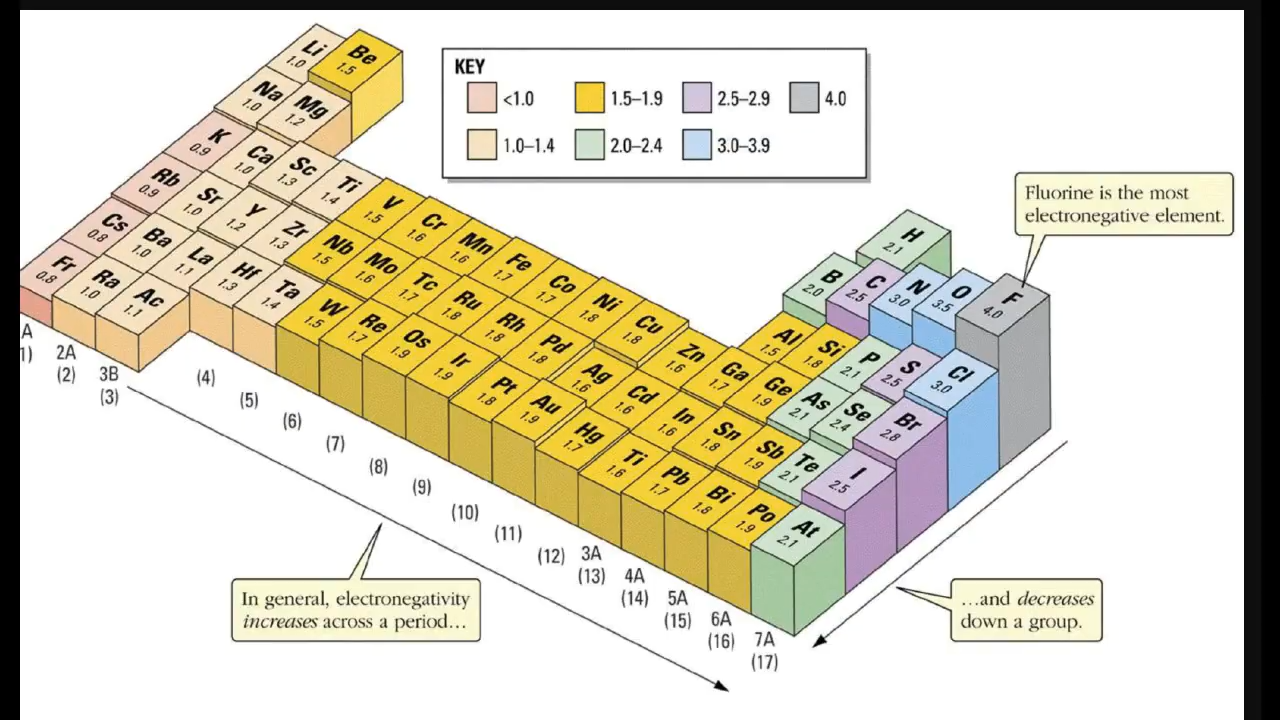 KEY
<1.0
1.5–1.9
2.5–2.9
4.0
1.0–1.4
2.0–2.4
3.0–3.9
Fluorine is the most
electronegative element.
Li 1.0
Be 1.5
Na 1.0
Mg 1.2
K 0.9
Ca 1.0
Sc 1.3
Ti 1.4
V 1.5
Cr 1.6
Mn 1.6
Fe 1.7
Co 1.7
Ni 1.8
Cu 1.8
Zn 1.6
Ga 1.7
Ge 1.9
As 2.1
Se 2.4
Br 2.8
H 2.1
B 2.0
C 2.5
N 3.0
O 3.5
F 4.0
Al 1.5
Si 1.8
P 2.1
S 2.5
Cl 3.0
Rb 0.9
Sr 1.0
Y 1.2
Zr 1.3
Nb 1.5
Mo 1.6
Tc 1.7
Ru 1.8
Rh 1.8
Pd 1.8
Ag 1.6
Cd 1.6
In 1.6
Sn 1.8
Sb 1.9
Te 2.1
I 2.5
Cs 0.8
Ba 1.0
La 1.1
Hf 1.3
Ta 1.4
W 1.5
Re 1.7
Os 1.9
Ir 1.9
Pt 1.8
Au 1.9
Hg 1.7
Ti 1.6
Pb 1.7
Bi 1.8
Po 1.9
At 2.1
Fr 0.8
Ra 1.0
Ac 1.1
A
1)
2A
(2)
3B
(3)
(4)
(5)
(6)
(7)
(8)
(9)
(10)
(11)
(12)
3A
(13)
4A
(14)
5A
(15)
6A
(16)
7A
(17)
In general, electronegativity
increases across a period…
…and decreases
down a group.